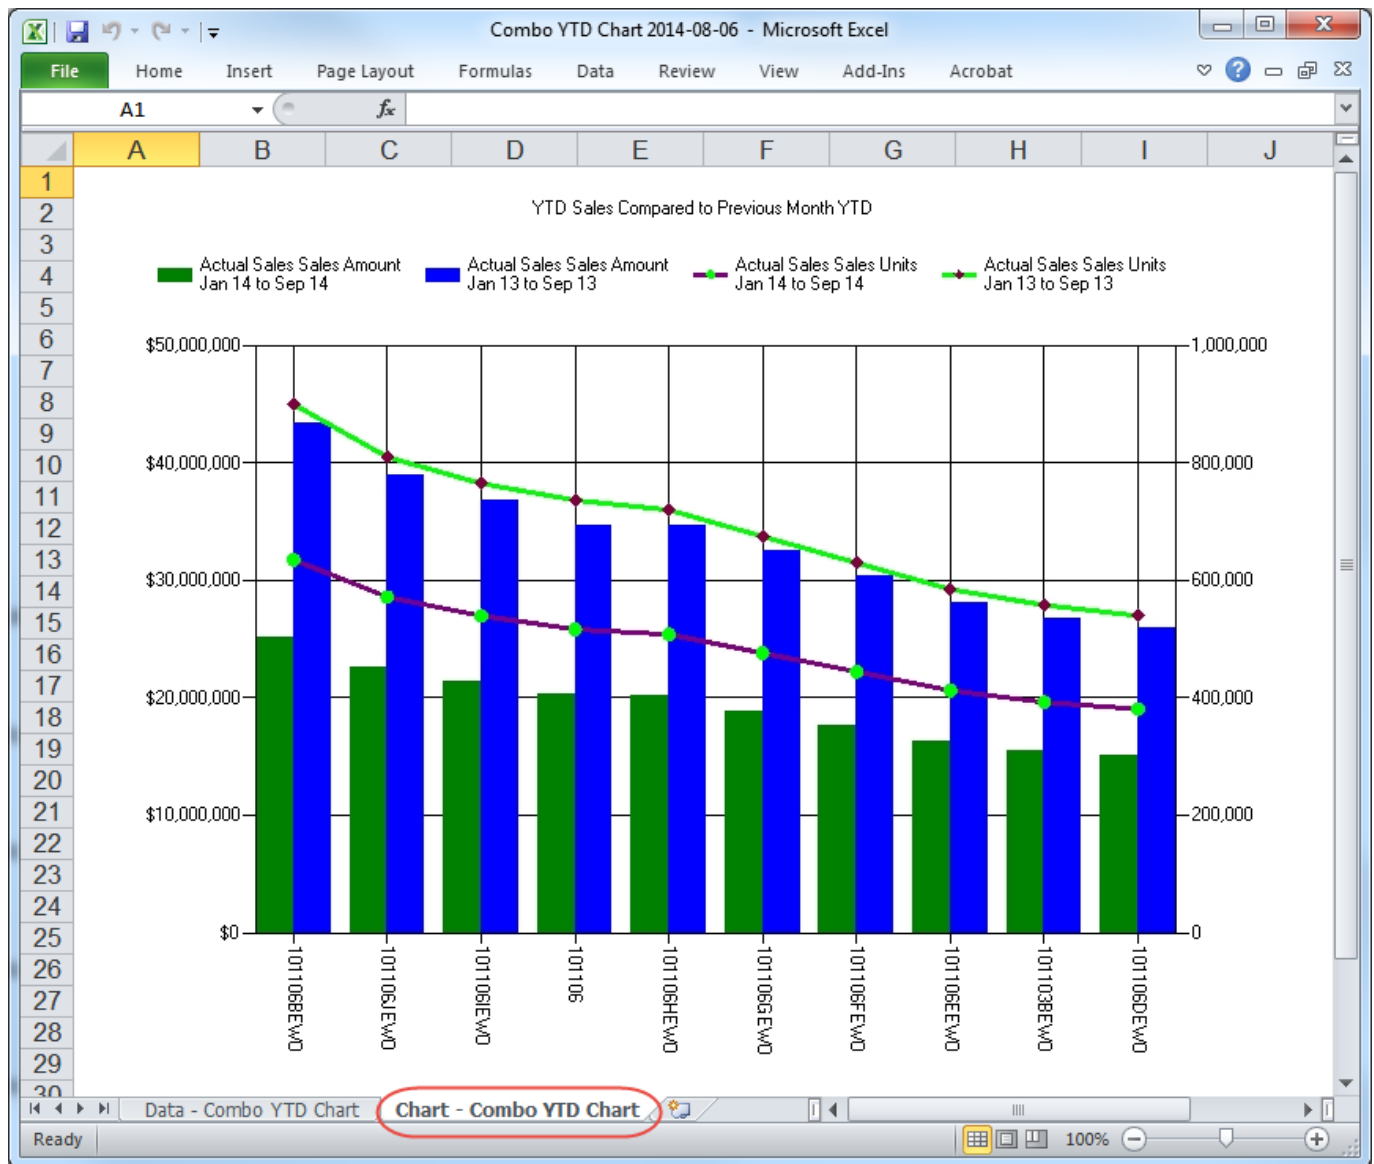 Combo YTD Chart 2014-08-06 - Microsoft Excel
File Home Insert Page Layout Formulas Data Review View Add-Ins Acrobat
A1 fx
A B C D E F G H I J
1
2
3
4
5
6
7
8
9
10
11
12
13
14
15
16
17
18
19
20
21
22
23
24
25
26
27
28
29
30
YTD Sales Compared to Previous Month YTD
Actual Sales Sales Amount
Jan 14 to Sep 14
Actual Sales Sales Amount
Jan 13 to Sep 13
Actual Sales Sales Units
Jan 14 to Sep 14
Actual Sales Sales Units
Jan 13 to Sep 13
$50,000,000
$40,000,000
$30,000,000
$20,000,000
$10,000,000
$0
1,000,000
800,000
600,000
400,000
200,000
0
101106BEWO
101106JEWO
101106IEWO
101106
101106HEWO
101106GEWO
101106FEWO
101106EEWO
101103BEWO
101106DEWO
Data - Combo YTD Chart
Chart - Combo YTD Chart
Ready
100%